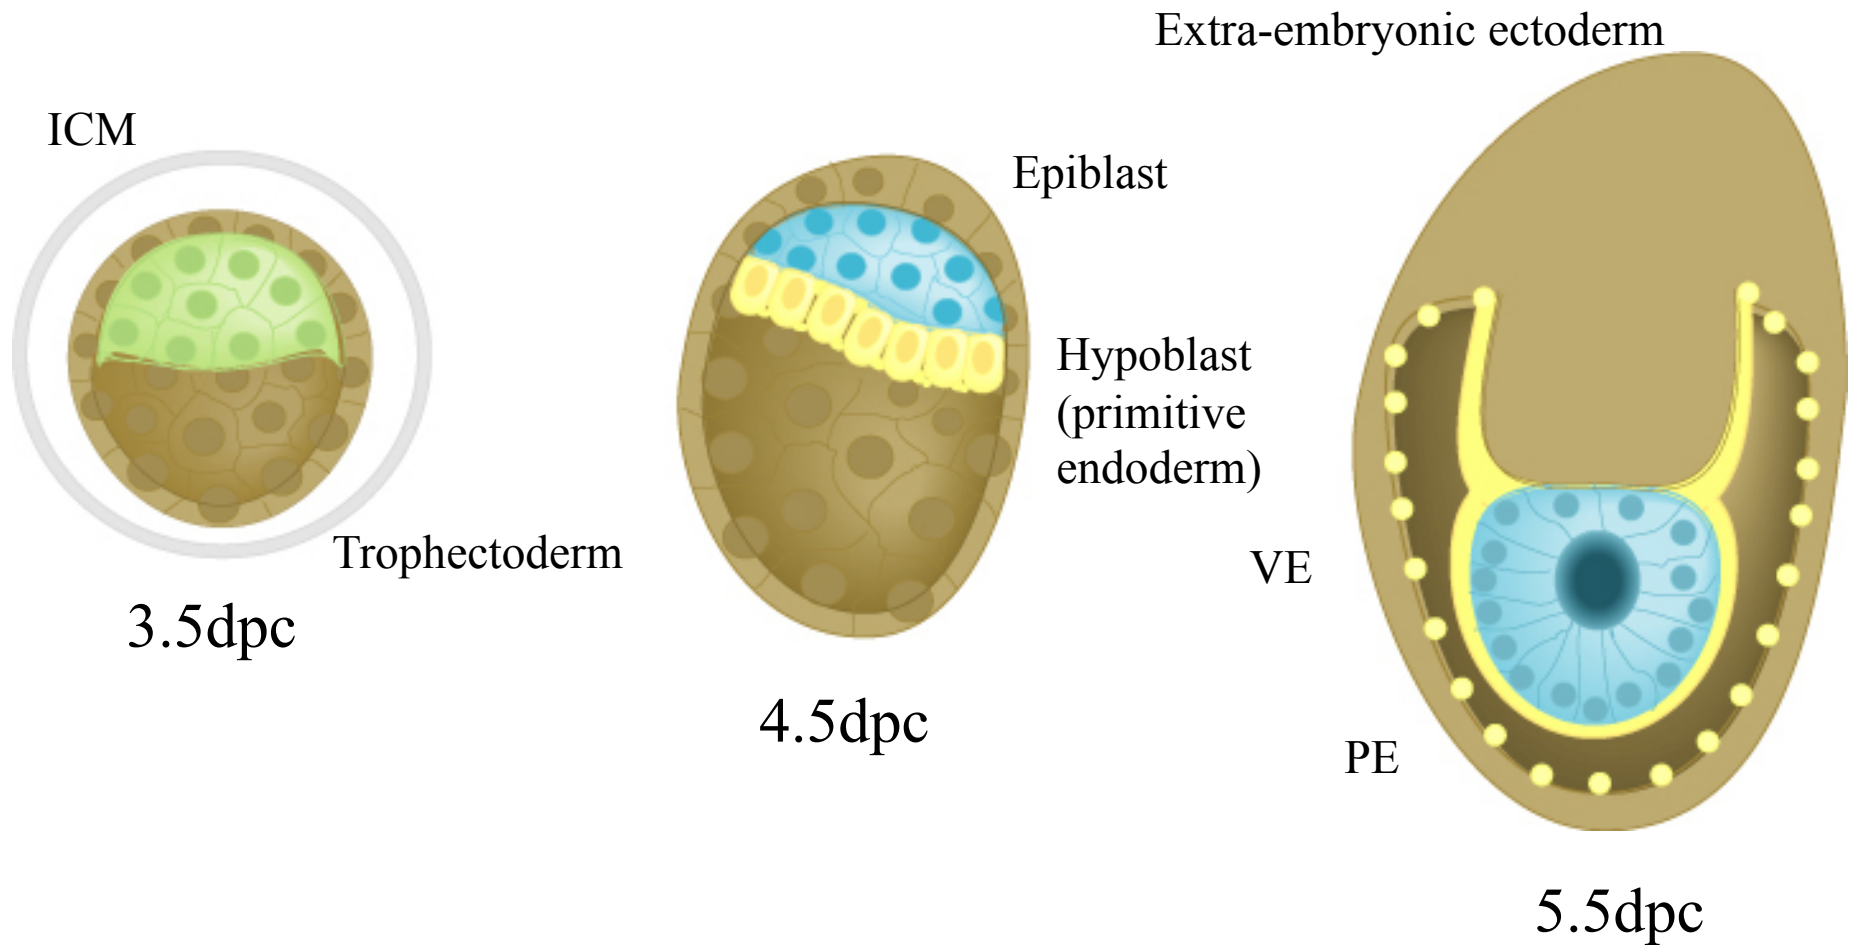 Extra-embryonic ectoderm
ICM
Epiblast
Hypoblast
(primitive
endoderm)
Trophectoderm
VE
3.5dpc
4.5dpc
PE
5.5dpc